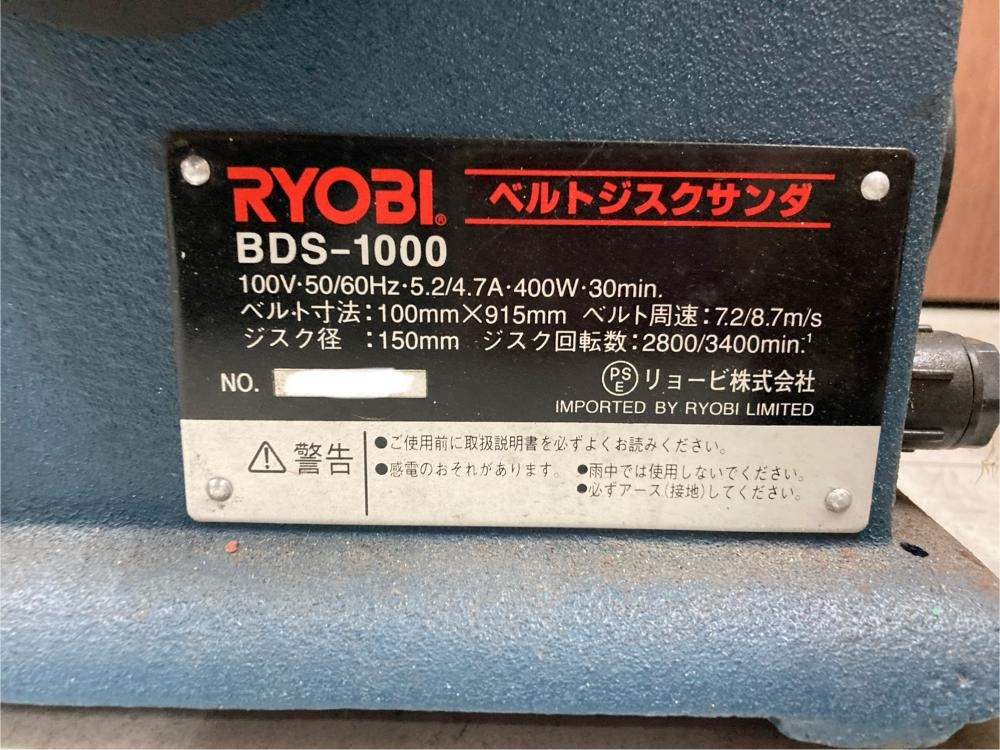 RYOBI® ベルトジスクサンダ
BDS-1000
100V・50/60Hz・5.2/4.7A・400W・30min.
ベルト寸法:100mm×915mm ベルト周速:7.2/8.7m/s
ジスク径 :150mm ジスク回転数:2800/3400min.¹
NO. PSE リョービ株式会社
IMPORTED BY RYOBI LIMITED
⚠警告
●ご使用前に取扱説明書を必ずよくお読みください。
●感電のおそれがあります。 ●雨中では使用しないでください。
●必ずアース(接地)してください。